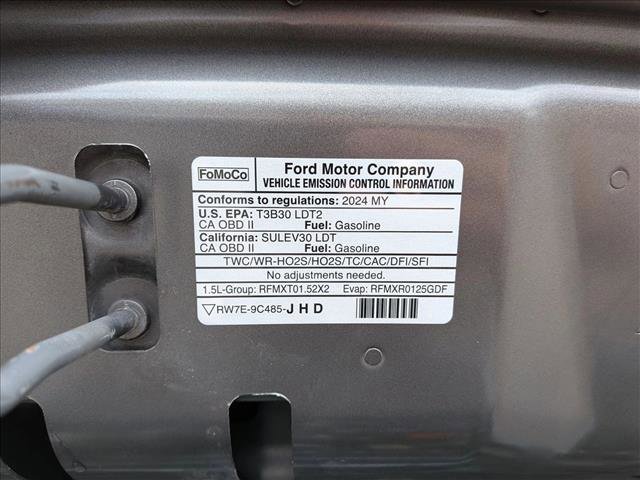 FoMoCo
Ford Motor Company
VEHICLE EMISSION CONTROL INFORMATION
Conforms to regulations: 2024 MY
U.S. EPA: T3B30 LDT2
CA OBD II Fuel: Gasoline
California: SULEV30 LDT
CA OBD II Fuel: Gasoline
TWC/WR-HO2S/HO2S/TC/CAC/DFI/SFI
No adjustments needed.
1.5L-Group: RFMXT01.52X2 Evap: RFMXR0125GDF
RW7E-9C485-JHD